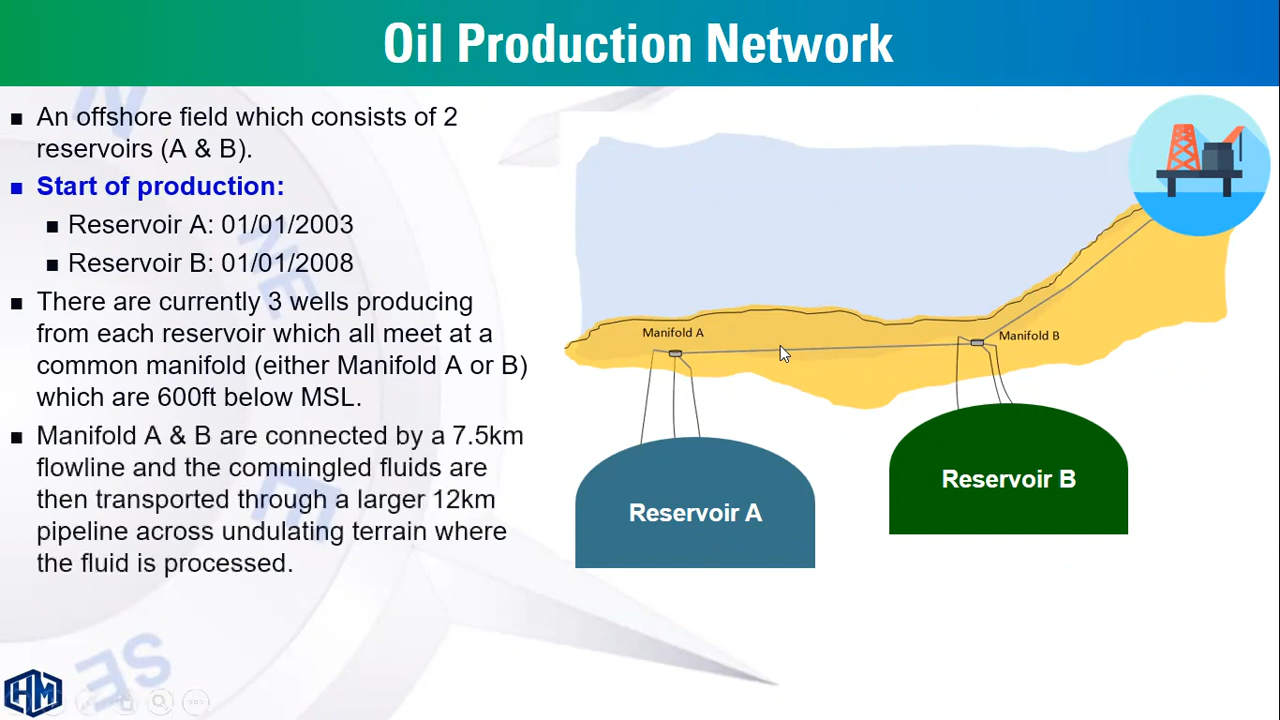 Oil Production Network
An offshore field which consists of 2
reservoirs (A & B).
Start of production:
Reservoir A: 01/01/2003
Reservoir B: 01/01/2008
There are currently 3 wells producing
from each reservoir which all meet at a
common manifold (either Manifold A or B)
which are 600ft below MSL.
Manifold A & B are connected by a 7.5km
flowline and the commingled fluids are
then transported through a larger 12km
pipeline across undulating terrain where
the fluid is processed.
Manifold A
Manifold B
Reservoir A
Reservoir B
N
NE
E
SE
HM